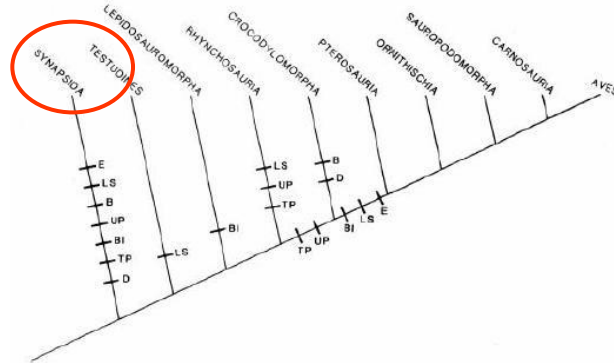 SYNAPSIDA
TESTUDINES
LEPIDOSAUROMORPHA
RHYNCHOSAURIA
CROCODYLOMORPHA
PTEROSAURIA
ORNITHISCHIA
SAUROPODOMORPHA
CARNOSAURIA
AVES
E
LS
B
UP
BI
TP
D
LS
BI
LS
UP
TP
B
D
TP
UP
BI
LS
E